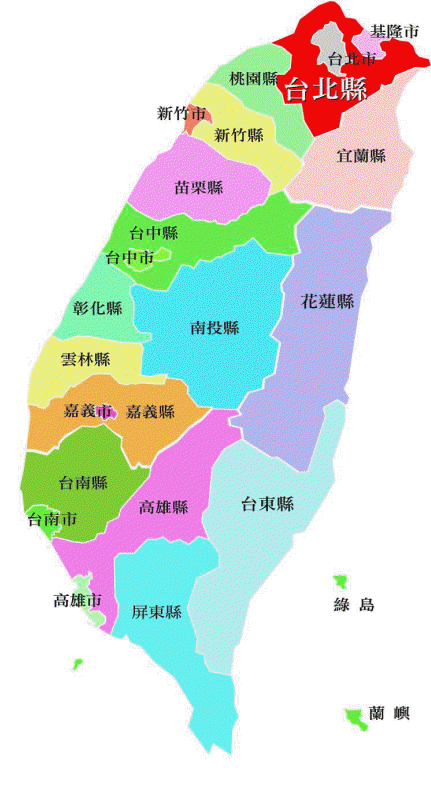 基隆市
台北市
桃園縣
台北縣
新竹市
新竹縣
宜蘭縣
苗栗縣
台中縣
台中市
彰化縣
花蓮縣
南投縣
雲林縣
嘉義市
嘉義縣
台南縣
高雄縣
台東縣
台南市
高雄市
綠島
屏東縣
蘭嶼